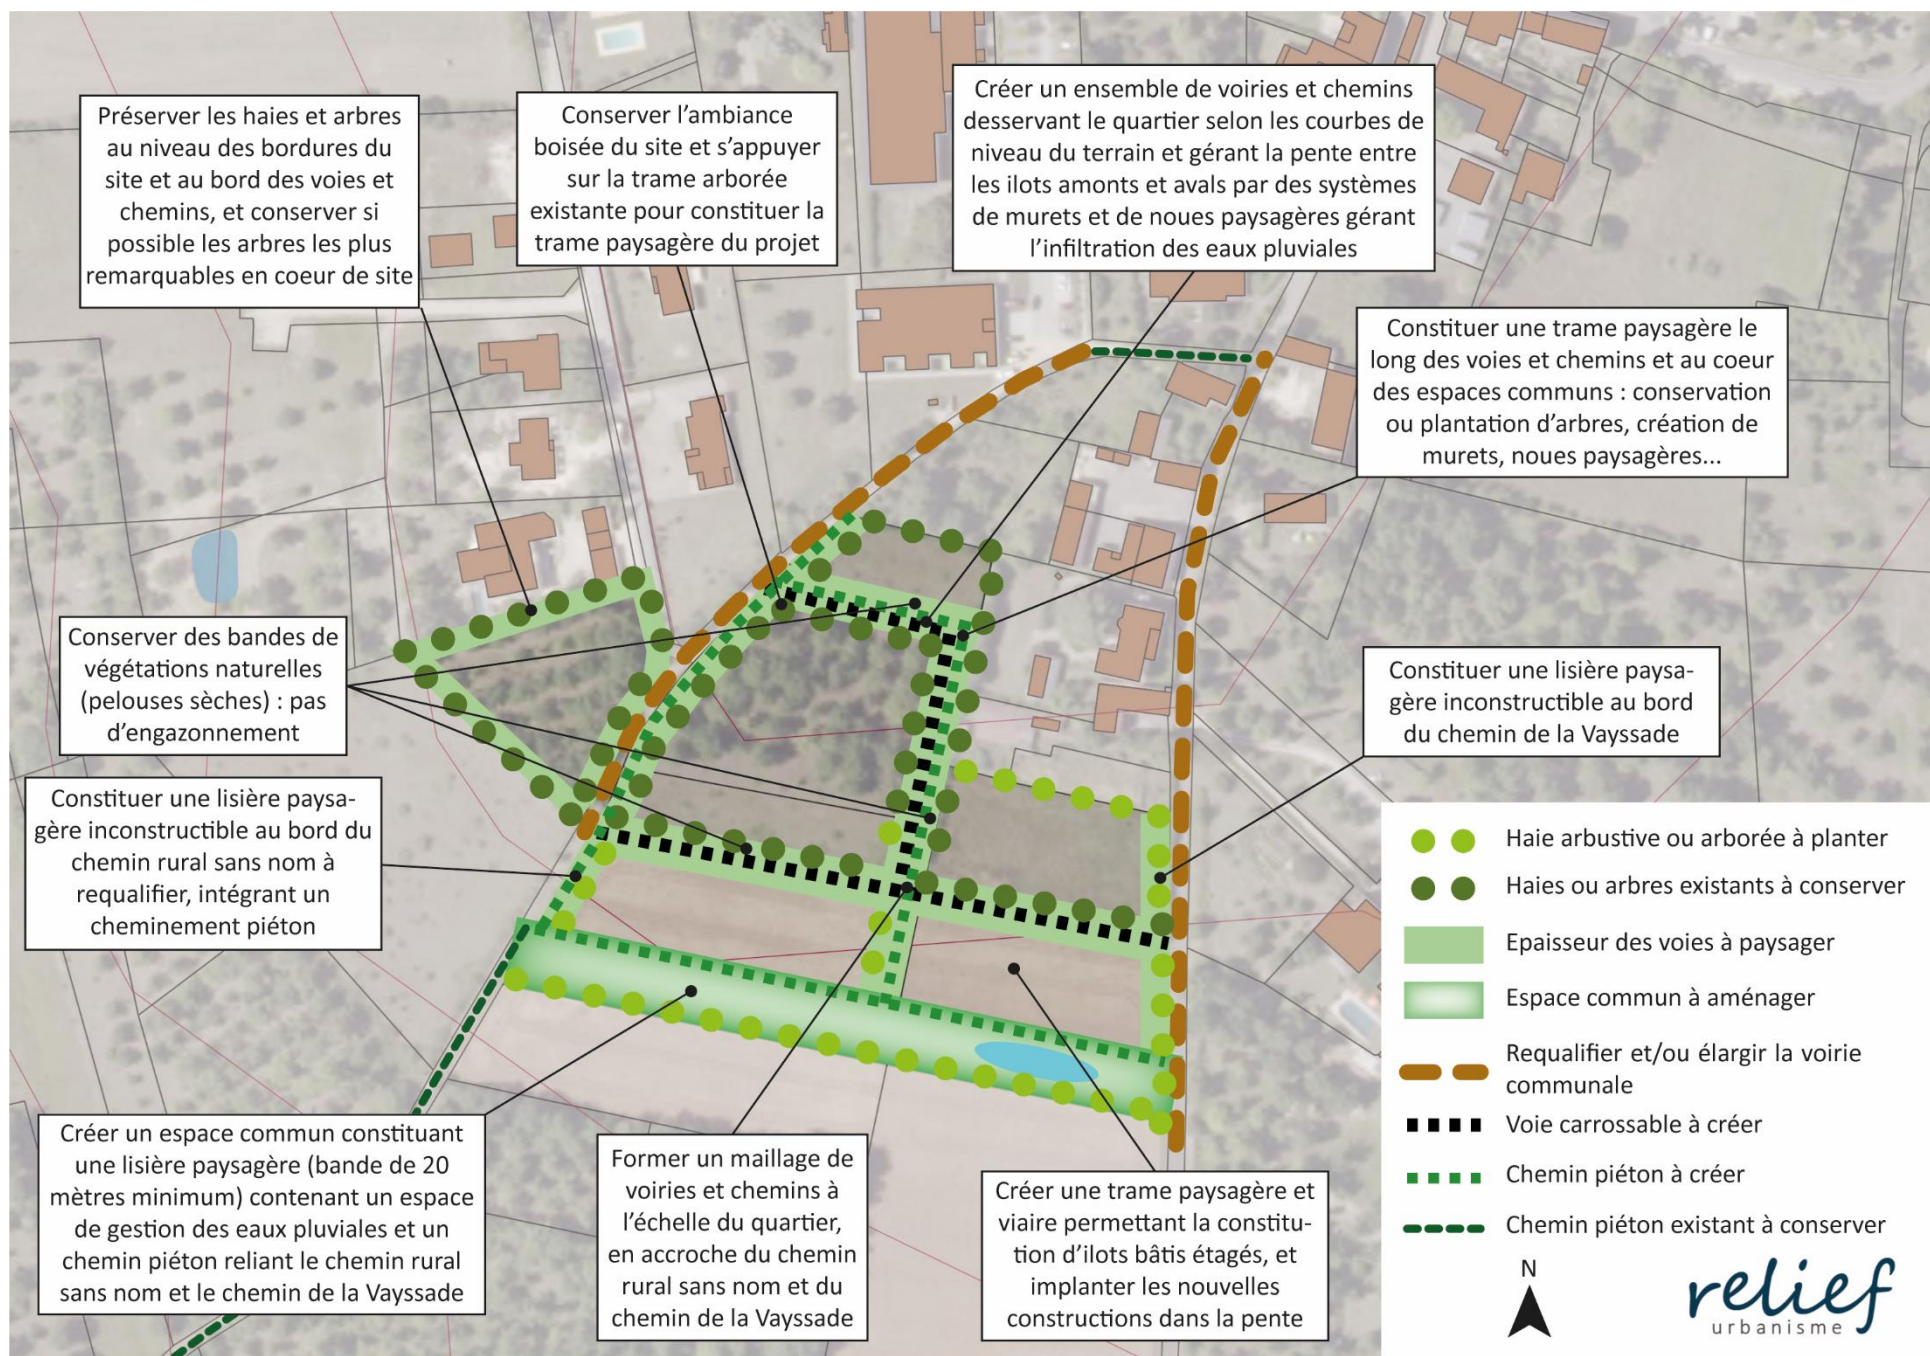 Préserver les haies et arbres
au niveau des bordures du
site et au bord des voies et
chemins, et conserver si
possible les arbres les plus
remarquables en coeur de site
Conserver l'ambiance
boisée du site et s'appuyer
sur la trame arborée
existante pour constituer la
trame paysagère du projet
Créer un ensemble de voiries et chemins
desservant le quartier selon les courbes de
niveau du terrain et gérant la pente entre
les ilots amonts et avals par des systèmes
de murets et de noues paysagères gérant
l'infiltration des eaux pluviales
Constituer une trame paysagère le
long des voies et chemins et au coeur
des espaces communs : conservation
ou plantation d'arbres, création de
murets, noues paysagères...
Conserver des bandes de
végétations naturelles
(pelouses sèches) : pas
d'engazonnement
Constituer une lisière paysa-
gère inconstructible au bord
du chemin de la Vayssade
Constituer une lisière paysa-
gère inconstructible au bord du
chemin rural sans nom à
requalifier, intégrant un
cheminement piéton
Créer un espace commun constituant
une lisière paysagère (bande de 20
mètres minimum) contenant un espace
de gestion des eaux pluviales et un
chemin piéton reliant le chemin rural
sans nom et le chemin de la Vayssade
Former un maillage de
voiries et chemins à
l'échelle du quartier,
en accroche du chemin
rural sans nom et du
chemin de la Vayssade
Créer une trame paysagère et
viaire permettant la constitu-
tion d'ilots bâtis étagés, et
implanter les nouvelles
constructions dans la pente
Haie arbustive ou arborée à planter
Haies ou arbres existants à conserver
Epaisseur des voies à paysager
Espace commun à aménager
Requalifier et/ou élargir la voirie
communale
Voie carrossable à créer
Chemin piéton à créer
Chemin piéton existant à conserver
N
relief
urbanisme